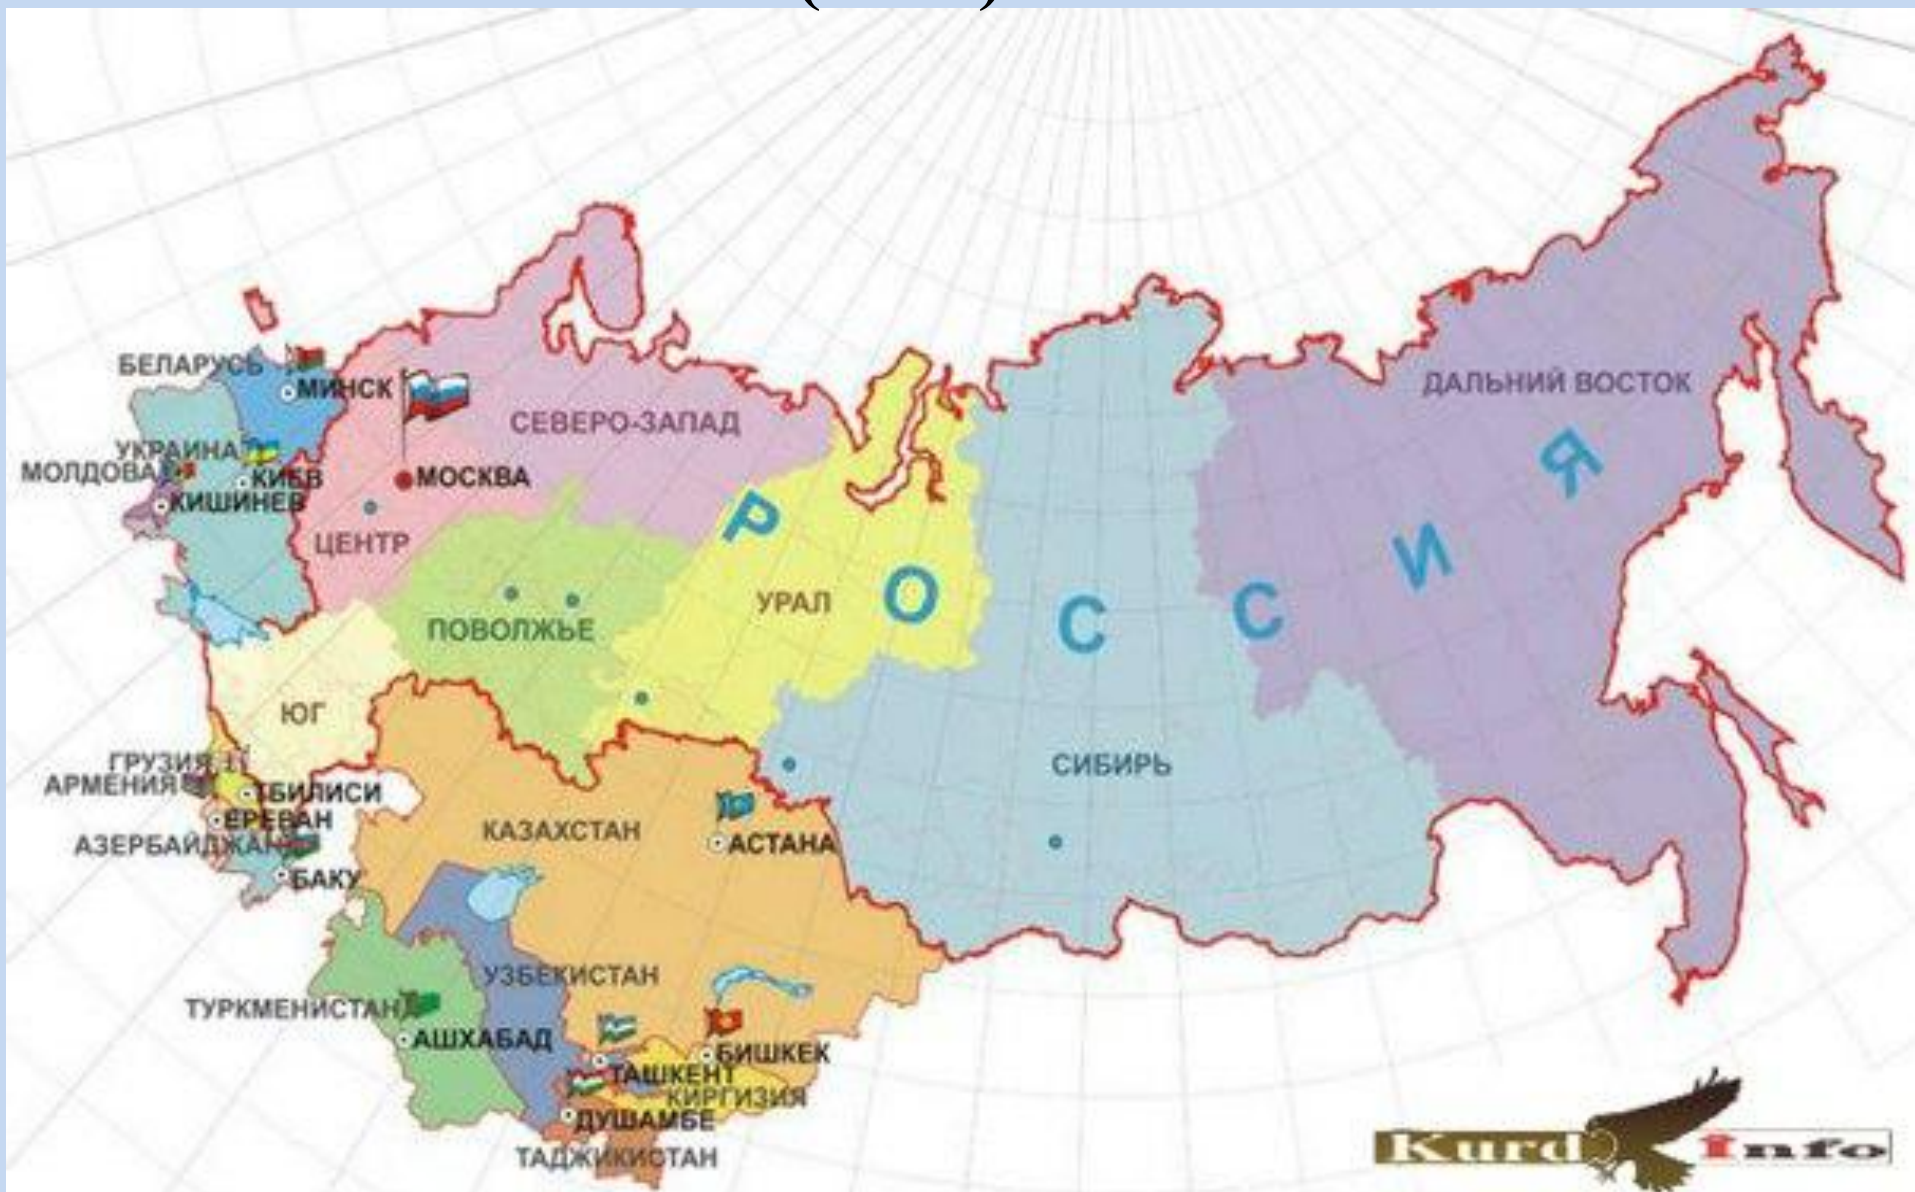 БЕЛАРУСЬ
МИНСК
УКРАИНА
МОЛДОВА
КИЕВ
КИШИНЕВ
МОСКВА
ЦЕНТР
СЕВЕРО-ЗАПАД
ПОВОЛЖЬЕ
УРАЛ
РОССИЯ
ДАЛЬНИЙ ВОСТОК
СИБИРЬ
ЮГ
ГРУЗИЯ
АРМЕНИЯ
ТБИЛИСИ
ЕРЕВАН
АЗЕРБАЙДЖАН
БАКУ
КАЗАХСТАН
АСТАНА
УЗБЕКИСТАН
ТУРКМЕНИСТАН
АШХАБАД
БИШКЕК
ТАШКЕНТ
КИРГИЗИЯ
ДУШАМБЕ
ТАДЖИКИСТАН
Kurd Info